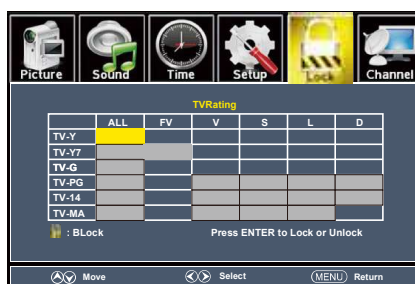 Picture Sound Time Setup Lock Channel
TVRating
ALL FV V S L D
TV-Y
TV-Y7
TV-G
TV-PG
TV-14
TV-MA
: BLock Press ENTER to Lock or Unlock
Move Select MENU Return